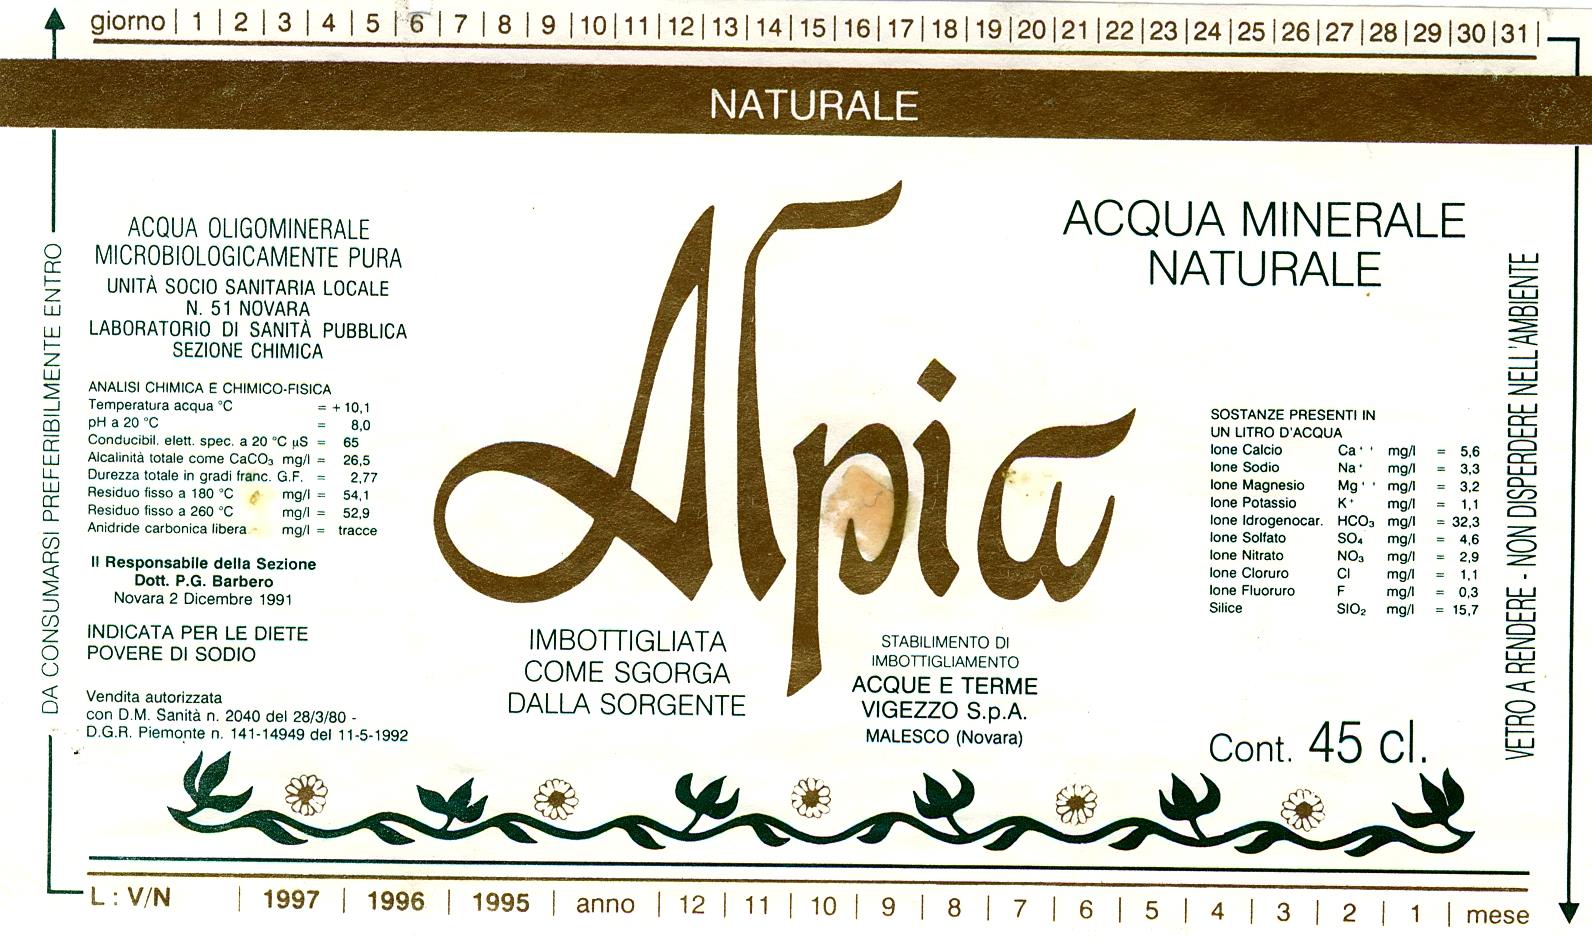 giorno | 1 | 2 | 3 | 4 | 5 | 6 | 7 | 8 | 9 | 10 | 11 | 12 | 13 | 14 | 15 | 16 | 17 | 18 | 19 | 20 | 21 | 22 | 23 | 24 | 25 | 26 | 27 | 28 | 29 | 30 | 31 |
NATURALE
DA CONSUMARSI PREFERIBILMENTE ENTRO
ACQUA OLIGOMINERALE
MICROBIOLOGICAMENTE PURA
UNITÀ SOCIO SANITARIA LOCALE
N. 51 NOVARA
LABORATORIO DI SANITÀ PUBBLICA
SEZIONE CHIMICA
ANALISI CHIMICA E CHIMICO-FISICA
Temperatura acqua °C = + 10,1
pH a 20 °C = 8,0
Conducibil. elett. spec. a 20 °C µS = 65
Alcalinità totale come CaCO₃ mg/l = 26,5
Durezza totale in gradi franc. G.F. = 2,77
Residuo fisso a 180 °C mg/l = 54,1
Residuo fisso a 260 °C mg/l = 52,9
Anidride carbonica libera mg/l = tracce
Il Responsabile della Sezione
Dott. P.G. Barbero
Novara 2 Dicembre 1991
INDICATA PER LE DIETE
POVERE DI SODIO
Vendita autorizzata
con D.M. Sanità n. 2040 del 28/3/80 -
D.G.R. Piemonte n. 141-14949 del 11-5-1992
Alpia
IMBOTTIGLIATA
COME SGORGA
DALLA SORGENTE
STABILIMENTO DI
IMBOTTIGLIAMENTO
ACQUE E TERME
VIGEZZO S.p.A.
MALESCO (Novara)
ACQUA MINERALE
NATURALE
SOSTANZE PRESENTI IN
UN LITRO D'ACQUA
Ione Calcio Ca⁺⁺ mg/l = 5,6
Ione Sodio Na⁺ mg/l = 3,3
Ione Magnesio Mg⁺⁺ mg/l = 3,2
Ione Potassio K⁺ mg/l = 1,1
Ione Idrogenocar. HCO₃ mg/l = 32,3
Ione Solfato SO₄ mg/l = 4,6
Ione Nitrato NO₃ mg/l = 2,9
Ione Cloruro Cl mg/l = 1,1
Ione Fluoruro F mg/l = 0,3
Silice SIO₂ mg/l = 15,7
Cont. 45 cl.
VETRO A RENDERE - NON DISPERDERE NELL'AMBIENTE
L : V/N | 1997 | 1996 | 1995 | anno | 12 | 11 | 10 | 9 | 8 | 7 | 6 | 5 | 4 | 3 | 2 | 1 | mese